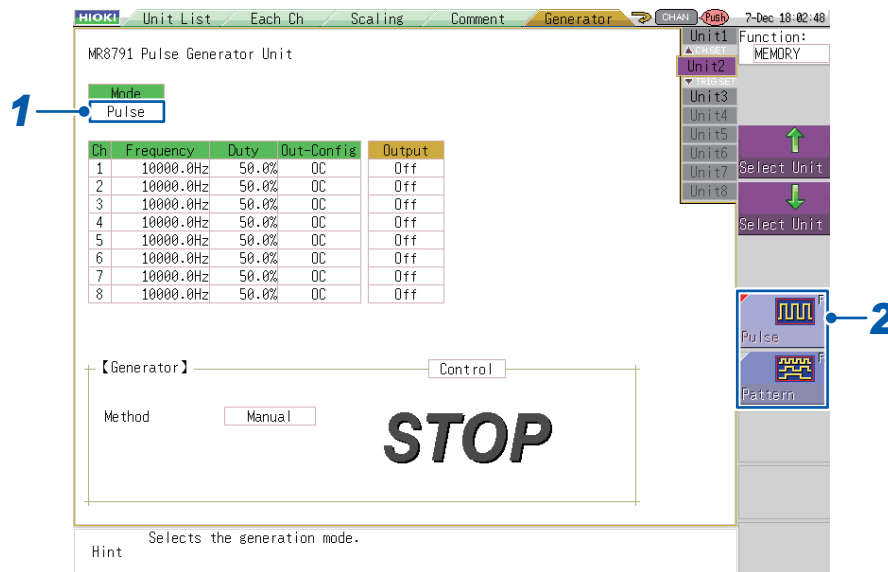 HIOKI Unit List Each Ch Scaling Comment Generator CHAN Push 7-Dec 18:02:48
Unit1 Function:
▲CHSET MEMORY
MR8791 Pulse Generator Unit
Unit2
▼TRIGSET
Mode
Unit3
1 Pulse
Unit4
Ch Frequency Duty Out-Config Output
Unit5
Unit6
Unit7 Select Unit
Unit8
1 10000.0Hz 50.0% OC Off
2 10000.0Hz 50.0% OC Off
3 10000.0Hz 50.0% OC Off
4 10000.0Hz 50.0% OC Off
Select Unit
5 10000.0Hz 50.0% OC Off
6 10000.0Hz 50.0% OC Off
7 10000.0Hz 50.0% OC Off
8 10000.0Hz 50.0% OC Off
F
2
Pulse
F
Pattern
【Generator】 Control
Method Manual
STOP
Selects the generation mode.
Hint